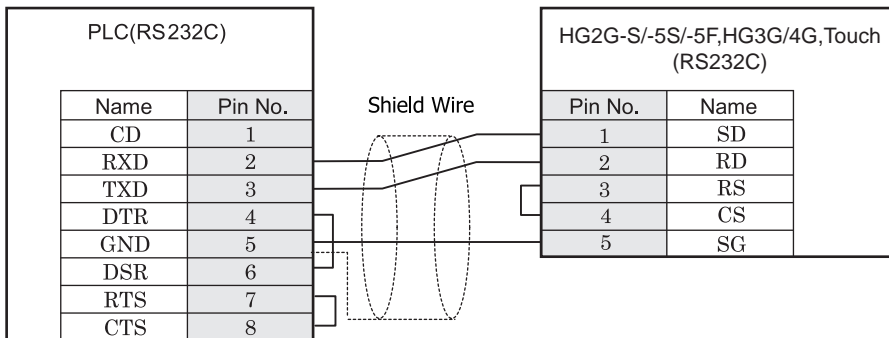 PLC(RS232C)
Name Pin No.
CD 1
RXD 2
TXD 3
DTR 4
GND 5
DSR 6
RTS 7
CTS 8
Shield Wire
HG2G-S/-5S/-5F,HG3G/4G,Touch
(RS232C)
Pin No. Name
1 SD
2 RD
3 RS
4 CS
5 SG